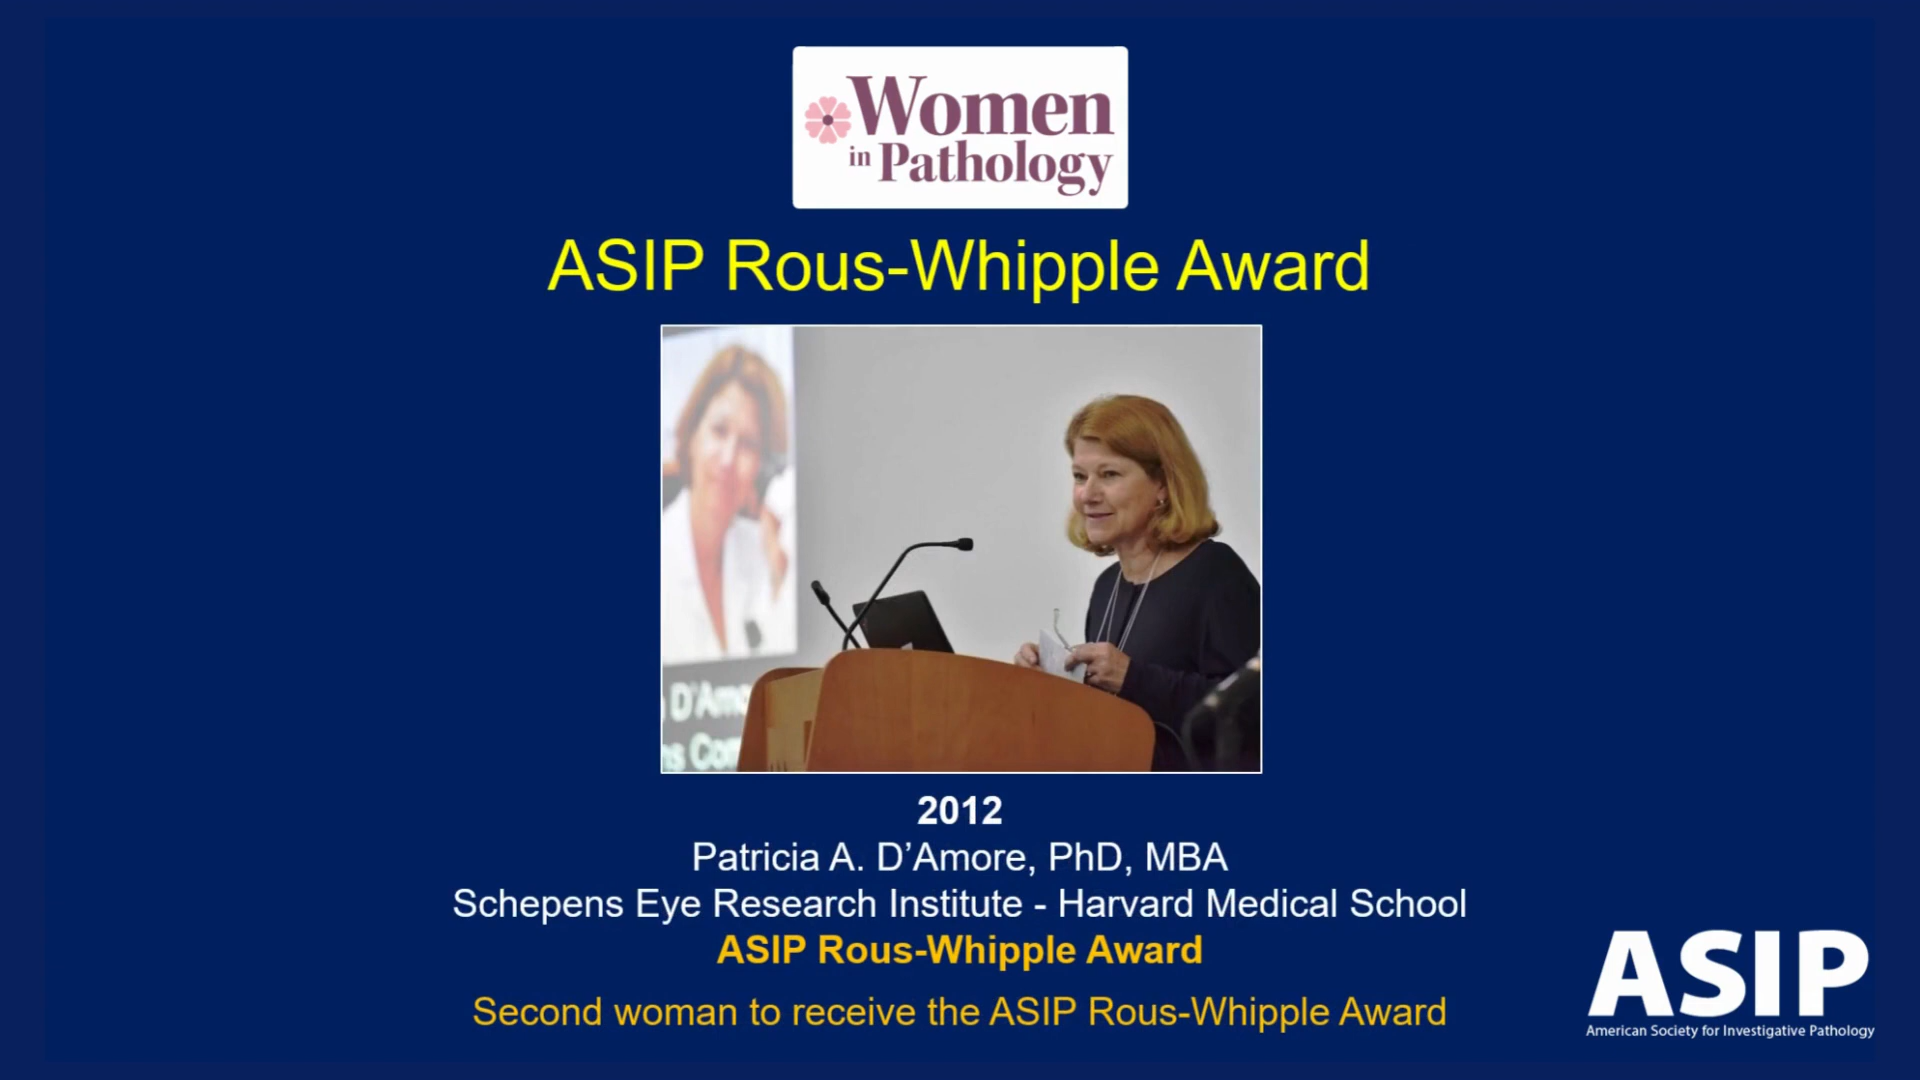 Women
in Pathology
ASIP Rous-Whipple Award
D'Amo
Com
2012
Patricia A. D’Amore, PhD, MBA
Schepens Eye Research Institute - Harvard Medical School
ASIP Rous-Whipple Award
Second woman to receive the ASIP Rous-Whipple Award
ASIP
American Society for Investigative Pathology